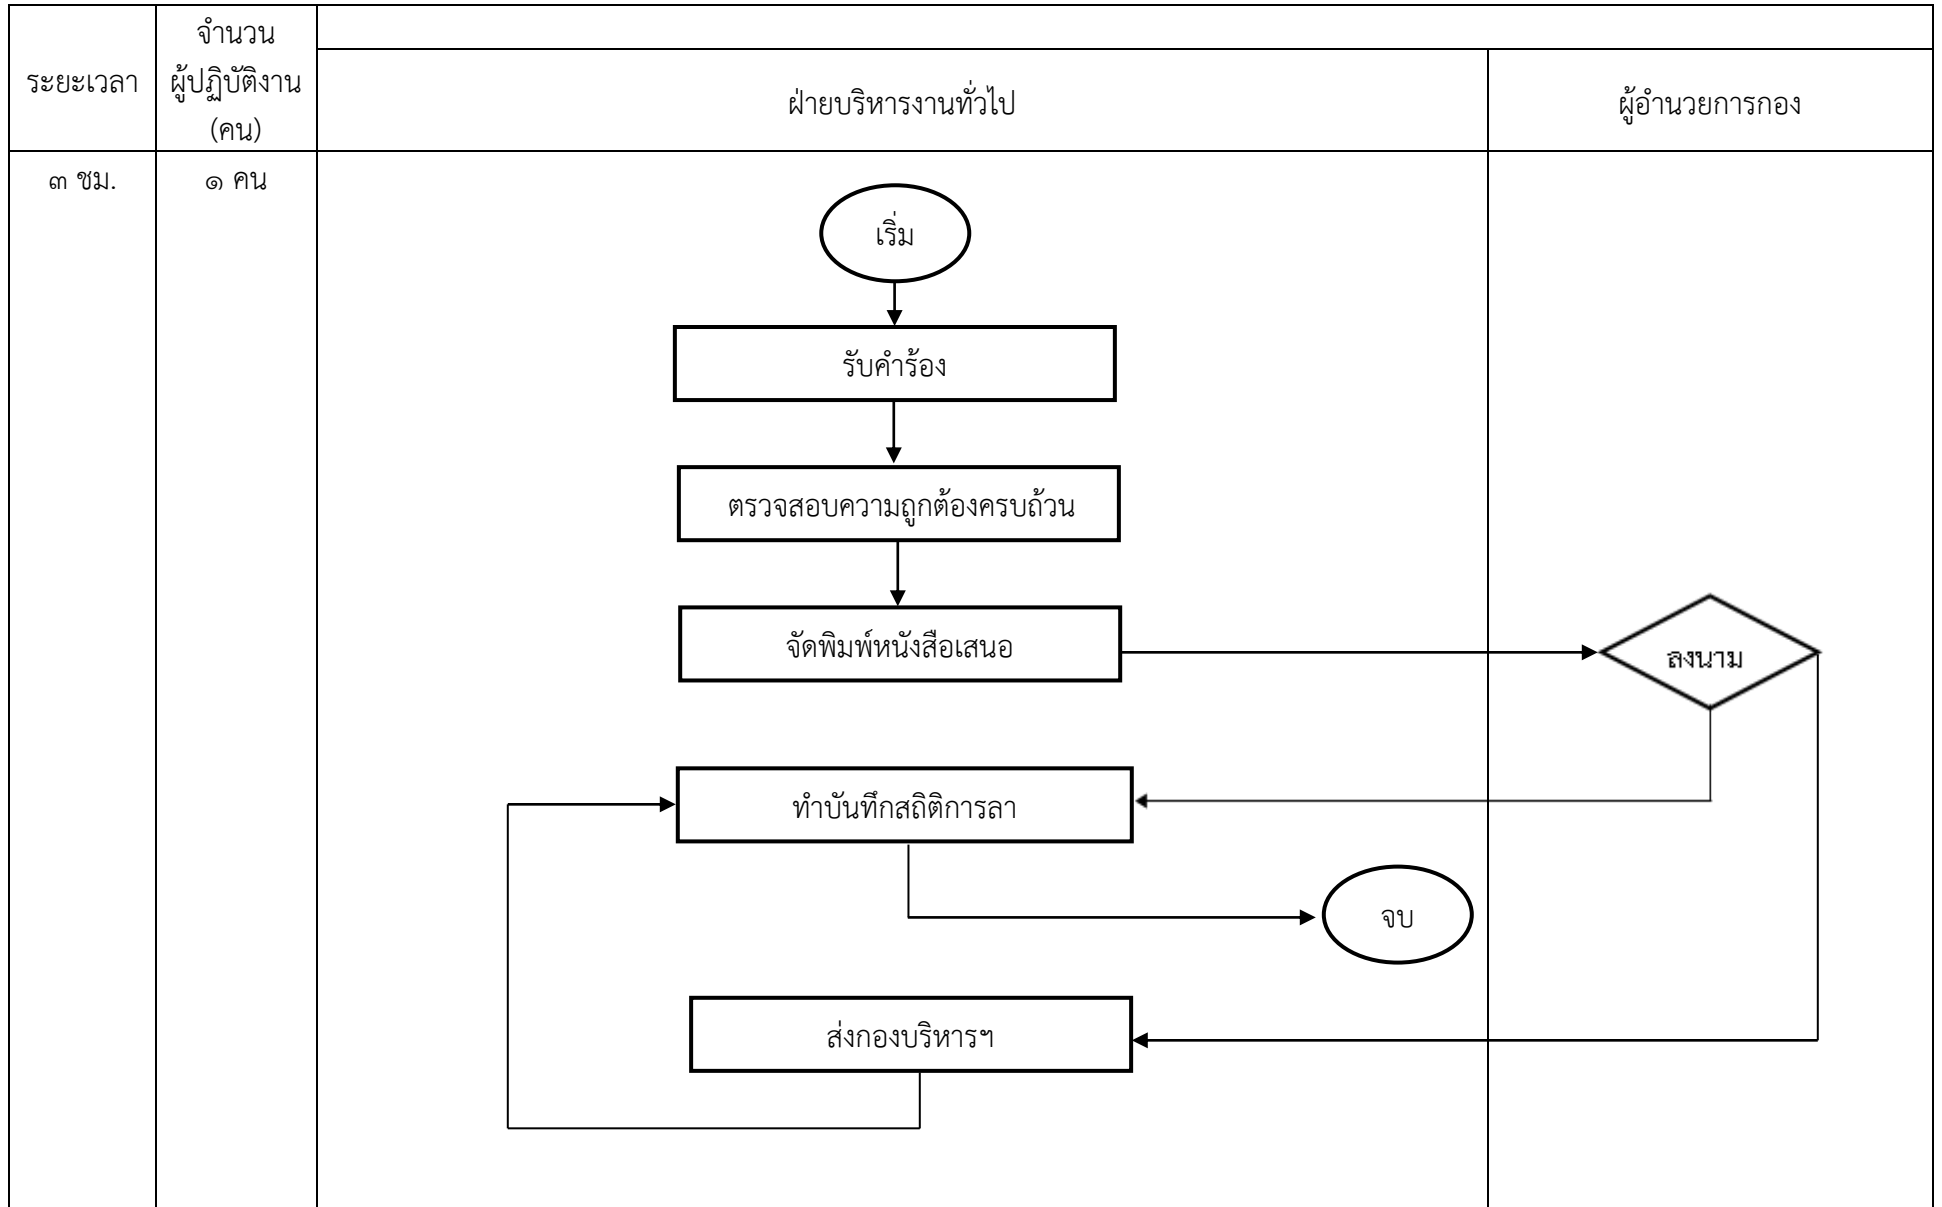 ระยะเวลา
จำนวน
ผู้ปฏิบัติงาน
(คน)
ฝ่ายบริหารงานทั่วไป
ผู้อำนวยการกอง
๓ ชม.
๑ คน
เริ่ม
รับคำร้อง
ตรวจสอบความถูกต้องครบถ้วน
จัดพิมพ์หนังสือเสนอ
ลงนาม
ทำบันทึกสถิติการลา
จบ
ส่งกองบริหารฯ